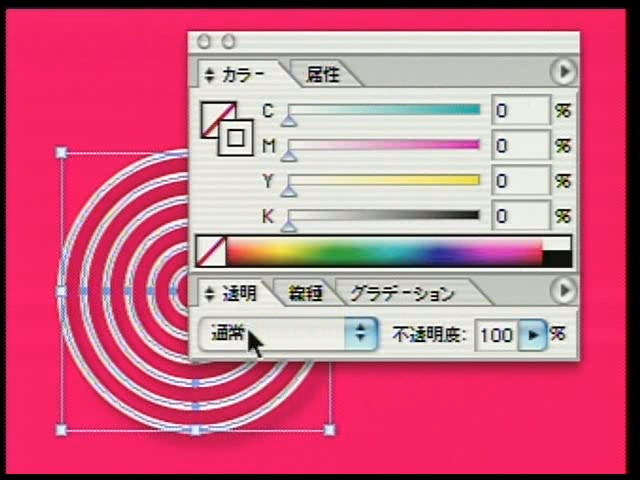 カラー 属性
C 0 %
M 0 %
Y 0 %
K 0 %
透明 線種 グラデーション
通常 不透明度: 100 %